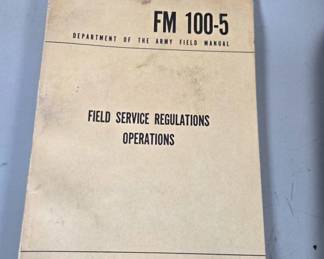 FM 100-5
DEPARTMENT OF THE ARMY FIELD MANUAL
FIELD SERVICE REGULATIONS
OPERATIONS